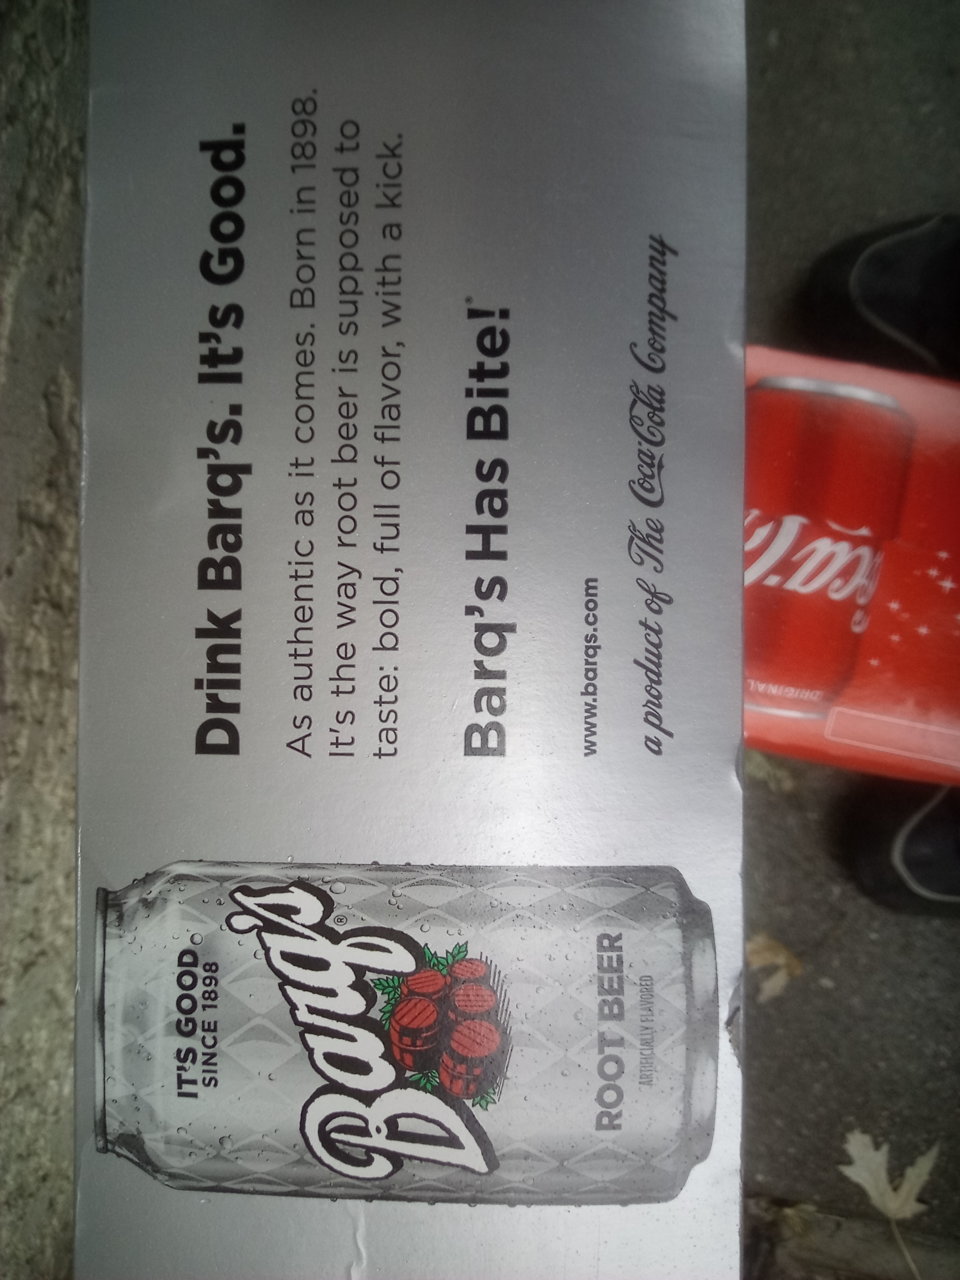 Drink Barq's. It's Good.
As authentic as it comes. Born in 1898.
It's the way root beer is supposed to
taste: bold, full of flavor, with a kick.
Barq's Has Bite!®
www.barqs.com
a product of The Coca-Cola Company
IT'S GOOD
SINCE 1898
Barq's®
ROOT BEER
ARTIFICIALLY FLAVORED
ORIGINAL